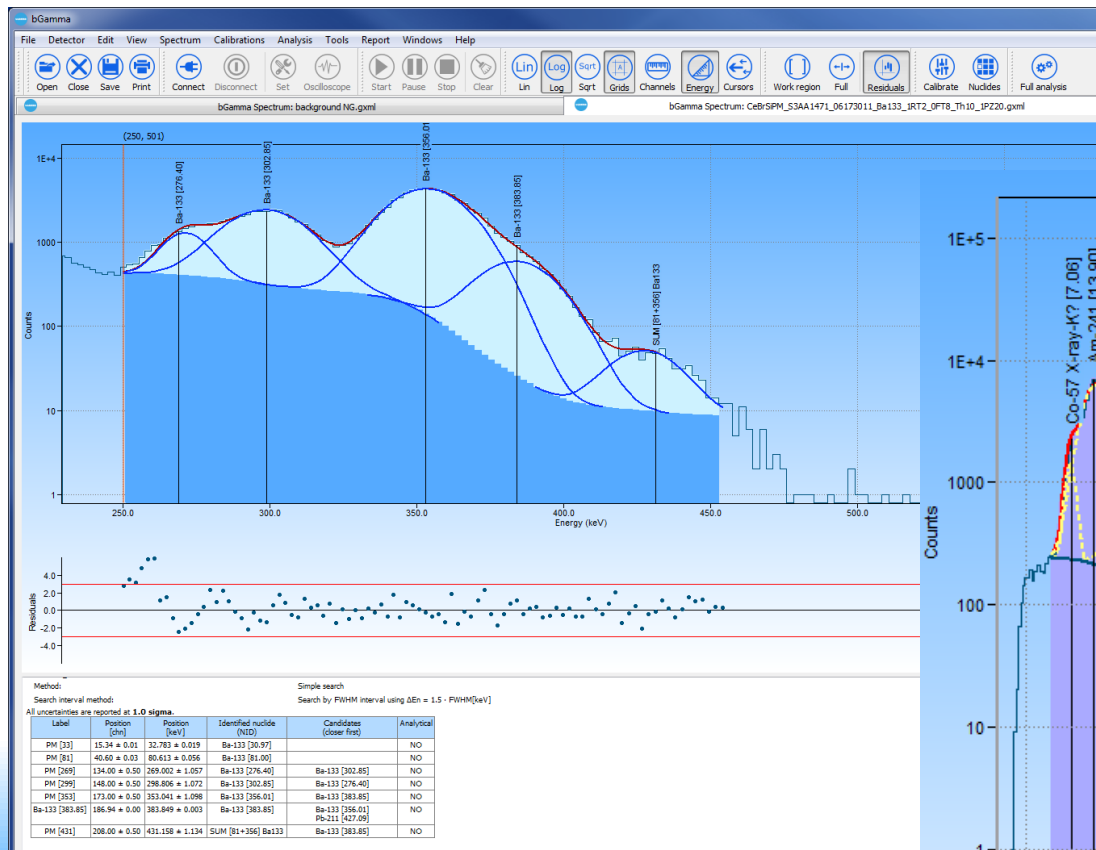 bGamma
File Detector Edit View Spectrum Calibrations Analysis Tools Report Windows Help
Lin Log Sqrt A
Open Close Save Print Connect Disconnect Set Oscilloscope Start Pause Stop Clear Lin Log Sqrt Grids Channels Energy Cursors Work region Full Residuals Calibrate Nuclides Full analysis
bGamma Spectrum: background NG.gxml
bGamma Spectrum: CeBrSiPM_S3AA1471_06173011_Ba133_1RT2_0FT8_Th10_1PZ20.gxml
(250, 501)
1E+4
1000
100
10
1
Counts
Ba-133 [276.40]
Ba-133 [302.85]
Ba-133 [356.01]
Ba-133 [383.85]
SUM [81+356] Ba133
250.0 300.0 350.0 400.0 450.0 500.0
Energy (keV)
4.0
2.0
0.0
-2.0
-4.0
Residuals
1E+5
1E+4
1000
100
10
1
Counts
Co-57 X-ray-K? [7.06]
Am-241 [13.90]
Method: Simple search
Search interval method: Search by FWHM interval using ΔEn = 1.5 · FWHM[keV]
All uncertainties are reported at 1.0 sigma.
Label Position [chn] Position [keV] Identified nuclide (NID) Candidates (closer first) Analytical
PM [33] 15.34 ± 0.01 32.783 ± 0.019 Ba-133 [30.97] NO
PM [81] 40.60 ± 0.03 80.613 ± 0.056 Ba-133 [81.00] NO
PM [269] 134.00 ± 0.50 269.002 ± 1.057 Ba-133 [276.40] Ba-133 [302.85] NO
PM [299] 148.00 ± 0.50 298.806 ± 1.072 Ba-133 [302.85] Ba-133 [276.40] NO
PM [353] 173.00 ± 0.50 353.041 ± 1.098 Ba-133 [356.01] Ba-133 [383.85] NO
Ba-133 [383.85] 186.94 ± 0.00 383.849 ± 0.003 Ba-133 [383.85] Ba-133 [356.01] NO
Pb-211 [427.09]
PM [431] 208.00 ± 0.50 431.158 ± 1.134 SUM [81+356] Ba133 Ba-133 [383.85] NO